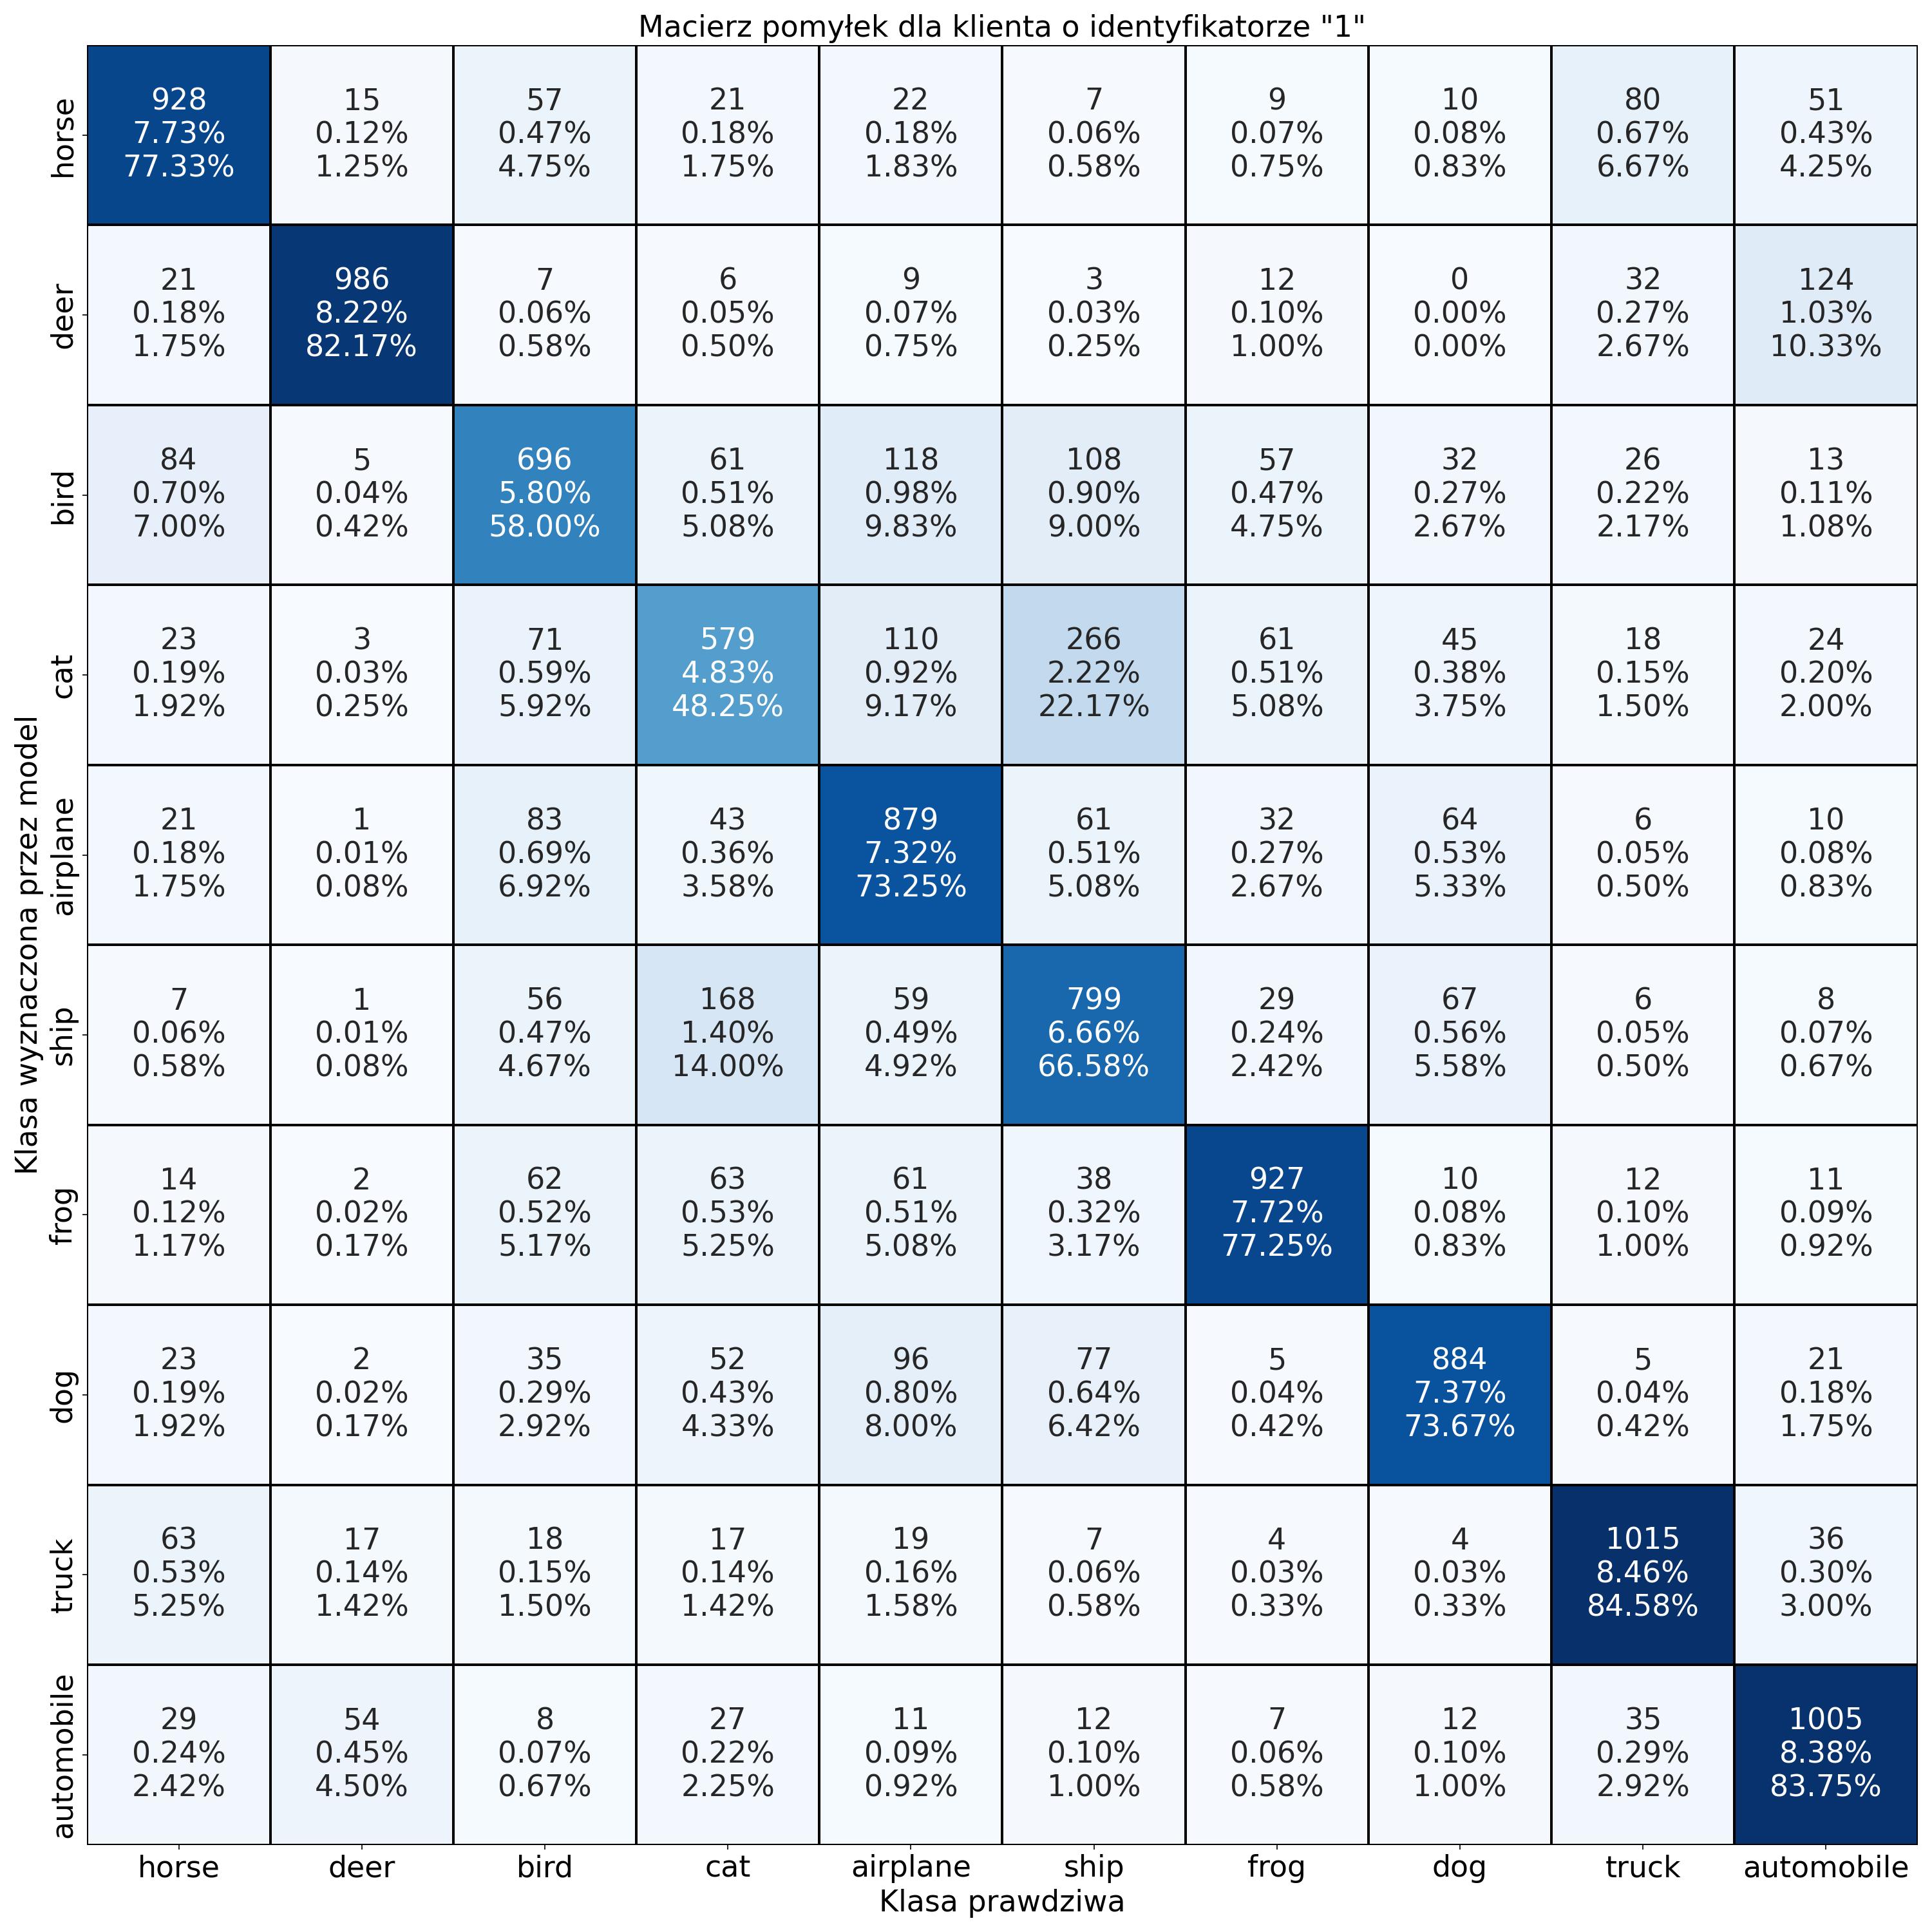 Macierz pomyłek dla klienta o identyfikatorze "1"
Klasa wyznaczona przez model
horse
928 15 57 21 22 7 9 10 80 51
7.73% 0.12% 0.47% 0.18% 0.18% 0.06% 0.07% 0.08% 0.67% 0.43%
77.33% 1.25% 4.75% 1.75% 1.83% 0.58% 0.75% 0.83% 6.67% 4.25%
deer
21 986 7 6 9 3 12 0 32 124
0.18% 8.22% 0.06% 0.05% 0.07% 0.03% 0.10% 0.00% 0.27% 1.03%
1.75% 82.17% 0.58% 0.50% 0.75% 0.25% 1.00% 0.00% 2.67% 10.33%
bird
84 5 696 61 118 108 57 32 26 13
0.70% 0.04% 5.80% 0.51% 0.98% 0.90% 0.47% 0.27% 0.22% 0.11%
7.00% 0.42% 58.00% 5.08% 9.83% 9.00% 4.75% 2.67% 2.17% 1.08%
cat
23 3 71 579 110 266 61 45 18 24
0.19% 0.03% 0.59% 4.83% 0.92% 2.22% 0.51% 0.38% 0.15% 0.20%
1.92% 0.25% 5.92% 48.25% 9.17% 22.17% 5.08% 3.75% 1.50% 2.00%
airplane
21 1 83 43 879 61 32 64 6 10
0.18% 0.01% 0.69% 0.36% 7.32% 0.51% 0.27% 0.53% 0.05% 0.08%
1.75% 0.08% 6.92% 3.58% 73.25% 5.08% 2.67% 5.33% 0.50% 0.83%
ship
7 1 56 168 59 799 29 67 6 8
0.06% 0.01% 0.47% 1.40% 0.49% 6.66% 0.24% 0.56% 0.05% 0.07%
0.58% 0.08% 4.67% 14.00% 4.92% 66.58% 2.42% 5.58% 0.50% 0.67%
frog
14 2 62 63 61 38 927 10 12 11
0.12% 0.02% 0.52% 0.53% 0.51% 0.32% 7.72% 0.08% 0.10% 0.09%
1.17% 0.17% 5.17% 5.25% 5.08% 3.17% 77.25% 0.83% 1.00% 0.92%
dog
23 2 35 52 96 77 5 884 5 21
0.19% 0.02% 0.29% 0.43% 0.80% 0.64% 0.04% 7.37% 0.04% 0.18%
1.92% 0.17% 2.92% 4.33% 8.00% 6.42% 0.42% 73.67% 0.42% 1.75%
truck
63 17 18 17 19 7 4 4 1015 36
0.53% 0.14% 0.15% 0.14% 0.16% 0.06% 0.03% 0.03% 8.46% 0.30%
5.25% 1.42% 1.50% 1.42% 1.58% 0.58% 0.33% 0.33% 84.58% 3.00%
automobile
29 54 8 27 11 12 7 12 35 1005
0.24% 0.45% 0.07% 0.22% 0.09% 0.10% 0.06% 0.10% 0.29% 8.38%
2.42% 4.50% 0.67% 2.25% 0.92% 1.00% 0.58% 1.00% 2.92% 83.75%
horse deer bird cat airplane ship frog dog truck automobile
Klasa prawdziwa